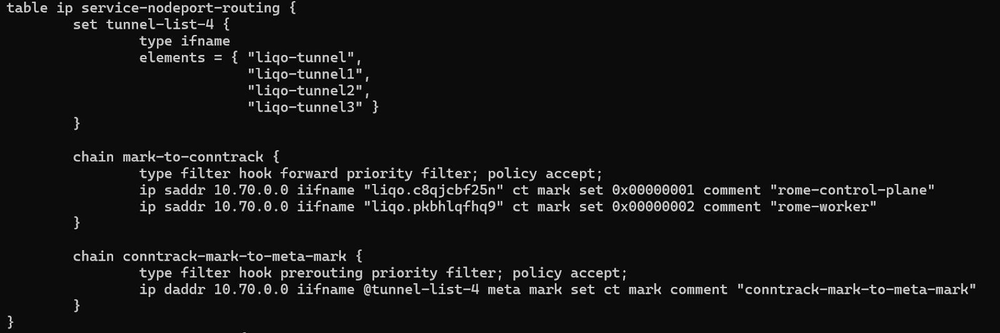 table ip service-nodeport-routing {
        set tunnel-list-4 {
                type ifname
                elements = { "liqo-tunnel",
                             "liqo-tunnel1",
                             "liqo-tunnel2",
                             "liqo-tunnel3" }
        }

        chain mark-to-conntrack {
                type filter hook forward priority filter; policy accept;
                ip saddr 10.70.0.0 iifname "liqo.c8qjcbf25n" ct mark set 0x00000001 comment "rome-control-plane"
                ip saddr 10.70.0.0 iifname "liqo.pkbhlqfhq9" ct mark set 0x00000002 comment "rome-worker"
        }

        chain conntrack-mark-to-meta-mark {
                type filter hook prerouting priority filter; policy accept;
                ip daddr 10.70.0.0 iifname @tunnel-list-4 meta mark set ct mark comment "conntrack-mark-to-meta-mark"
        }
}